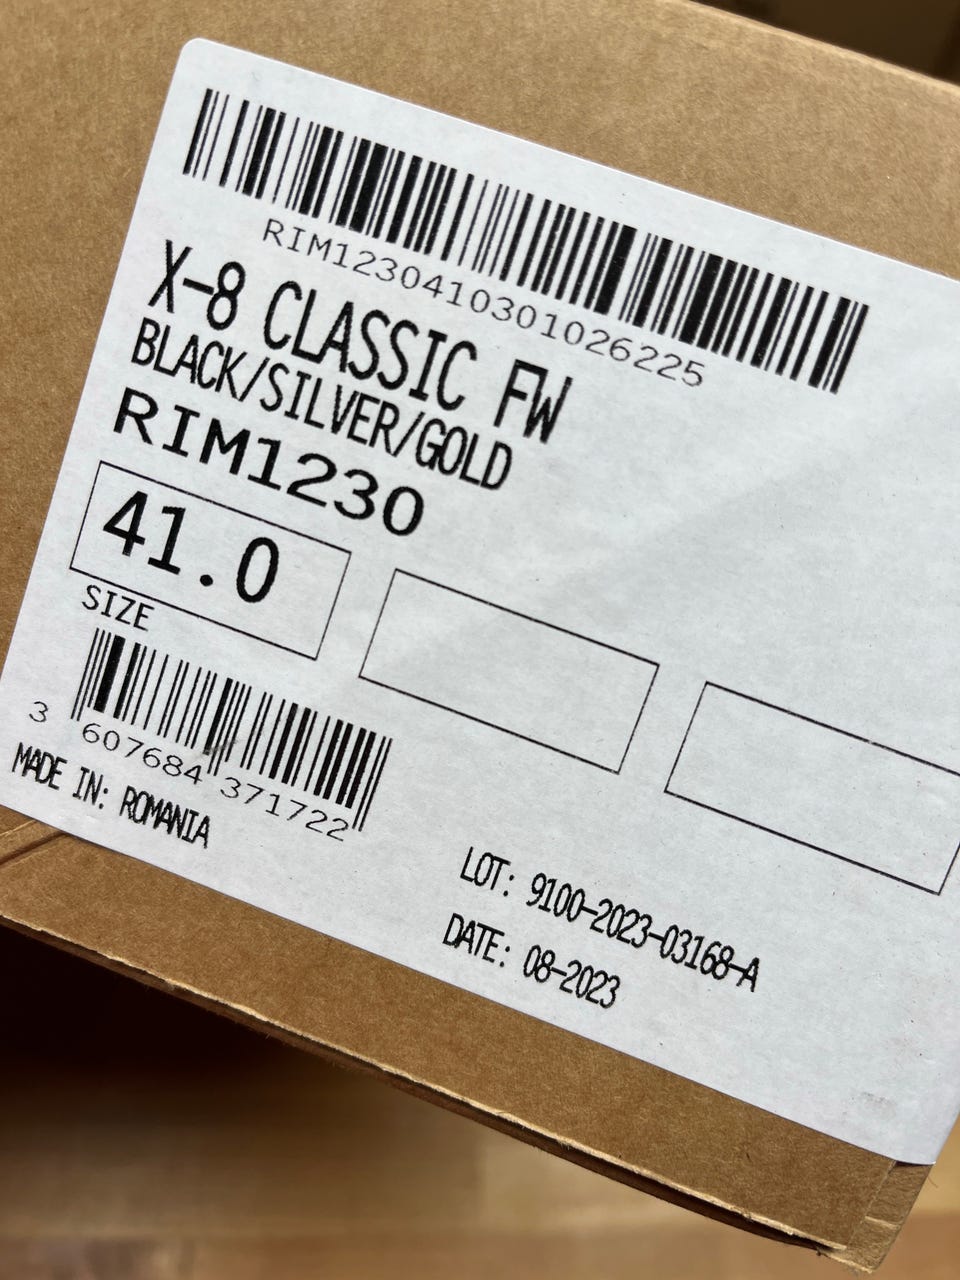 RIM1230410301026225
X-8 CLASSIC FW
BLACK/SILVER/GOLD
RIM1230
41.0
SIZE
3 607684 371722
MADE IN: ROMANIA
LOT: 9100-2023-03168-A
DATE: 08-2023